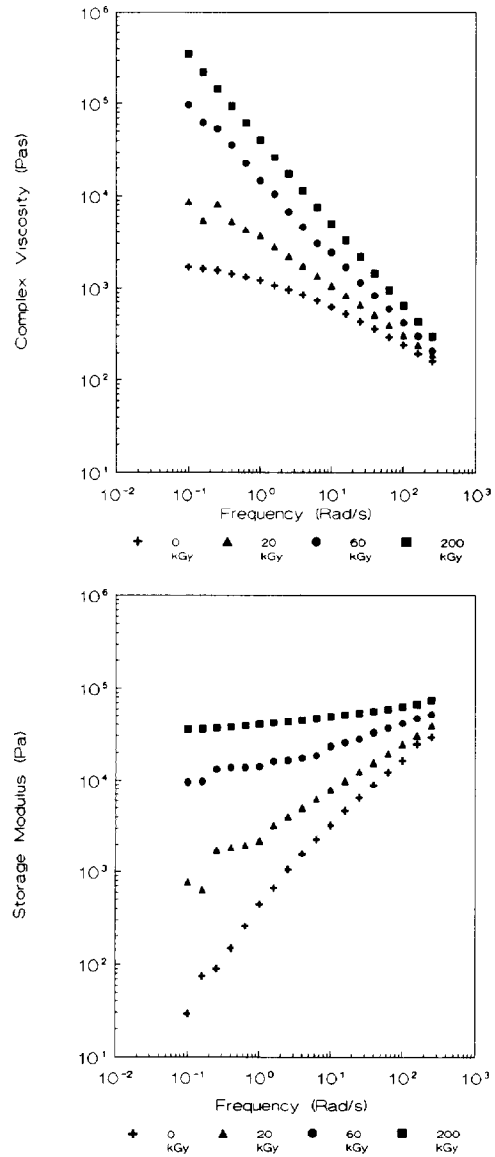 10⁶
10⁵
10⁴
10³
10²
10¹
Complex Viscosity (Pas)
10⁻² 10⁻¹ 10⁰ 10¹ 10² 10³
Frequency (Rad/s)
0 kGy 20 kGy 60 kGy 200 kGy
10⁶
10⁵
10⁴
10³
10²
10¹
Storage Modulus (Pa)
10⁻² 10⁻¹ 10⁰ 10¹ 10² 10³
Frequency (Rad/s)
0 kGy 20 kGy 60 kGy 200 kGy